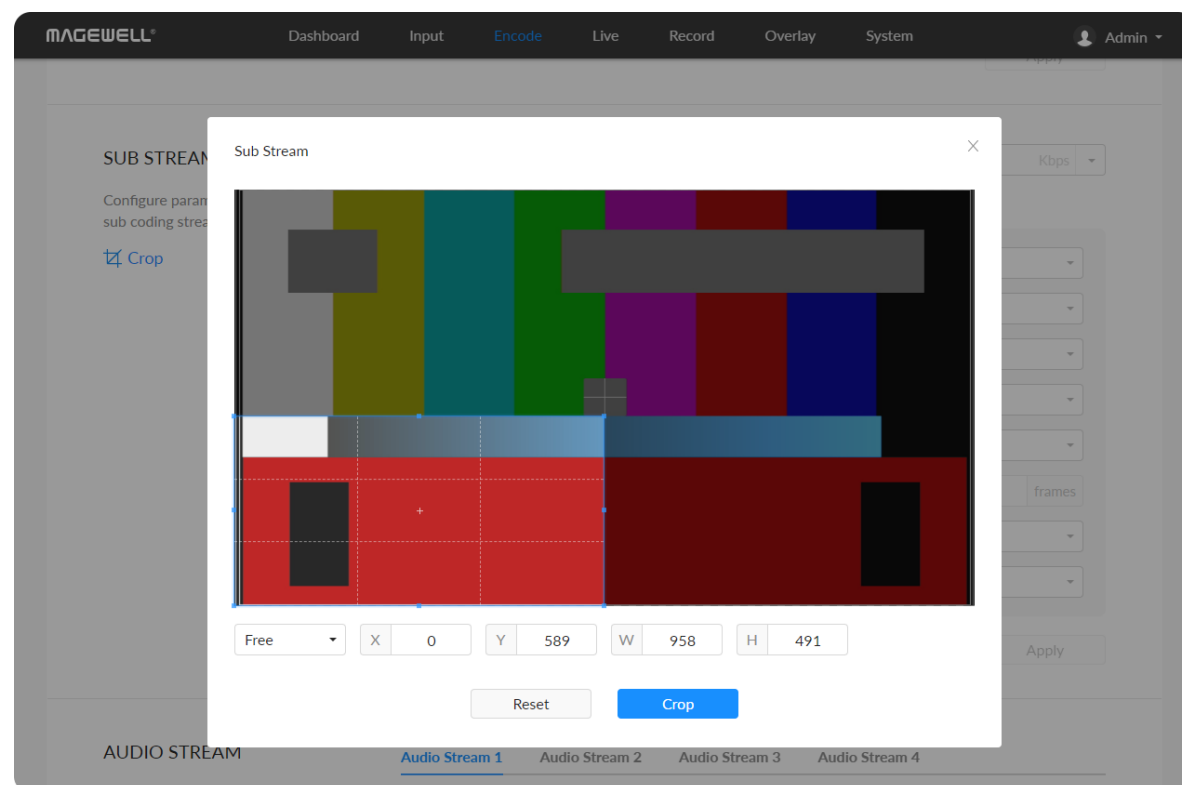 MAGEWELL®
Dashboard Input Encode Live Record Overlay System Admin
Apply
Sub Stream
SUB STREAM
Kbps
Configure param
sub coding strea
Crop
frames
Free X 0 Y 589 W 958 H 491
Apply
Reset Crop
AUDIO STREAM Audio Stream 1 Audio Stream 2 Audio Stream 3 Audio Stream 4